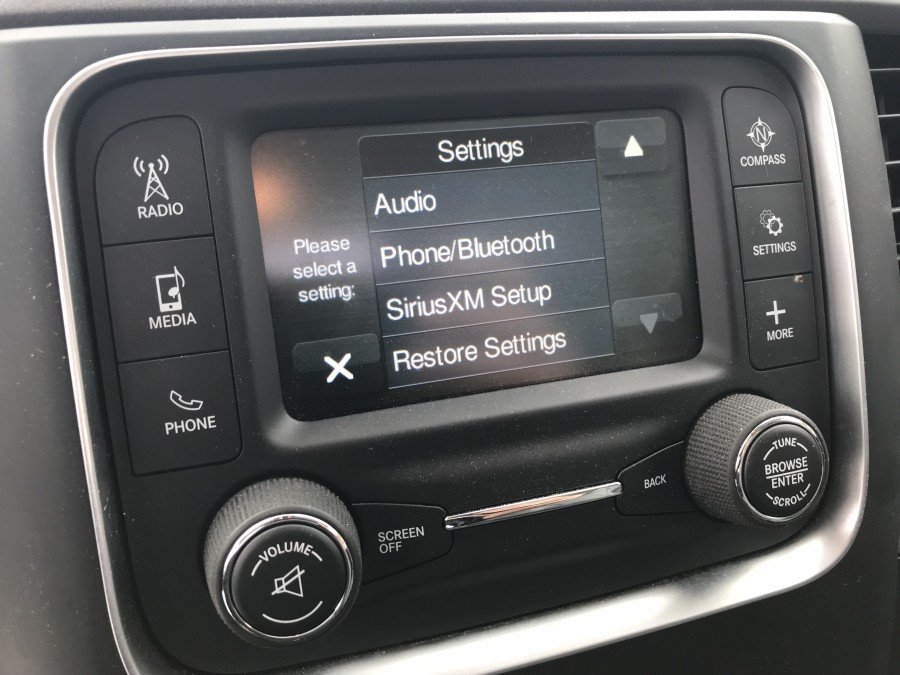 RADIO
MEDIA
PHONE
Settings
Please
select a
setting:
Audio
Phone/Bluetooth
SiriusXM Setup
Restore Settings
N
COMPASS
SETTINGS
MORE
VOLUME
SCREEN
OFF
BACK
TUNE
BROWSE
ENTER
SCROLL